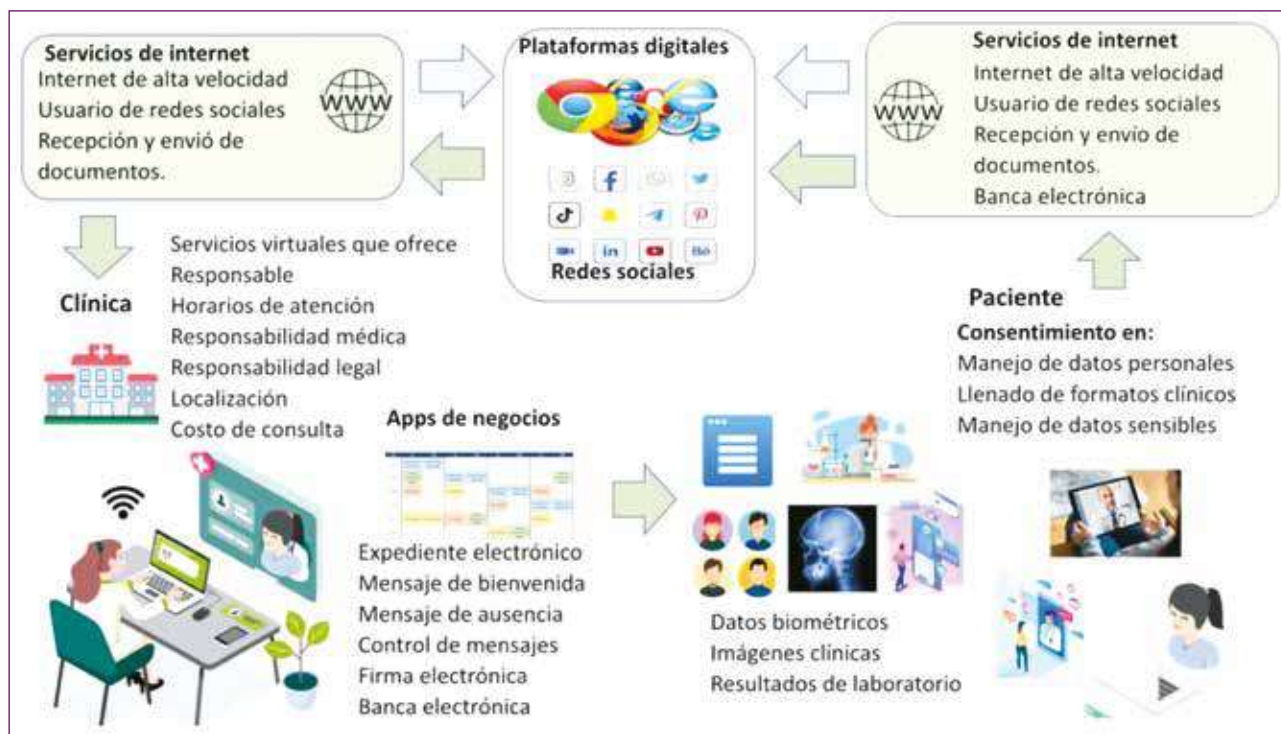 Servicios de internet
Internet de alta velocidad
Usuario de redes sociales
Recepción y envió de
documentos.
WWW
Plataformas digitales
in
Bē
Redes sociales
Servicios de internet
Internet de alta velocidad
Usuario de redes sociales
Recepción y envío de
documentos.
Banca electrónica
WWW
Clínica
Servicios virtuales que ofrece
Responsable
Horarios de atención
Responsabilidad médica
Responsabilidad legal
Localización
Costo de consulta
Paciente
Consentimiento en:
Manejo de datos personales
Llenado de formatos clínicos
Manejo de datos sensibles
Apps de negocios
Expediente electrónico
Mensaje de bienvenida
Mensaje de ausencia
Control de mensajes
Firma electrónica
Banca electrónica
Datos biométricos
Imágenes clínicas
Resultados de laboratorio